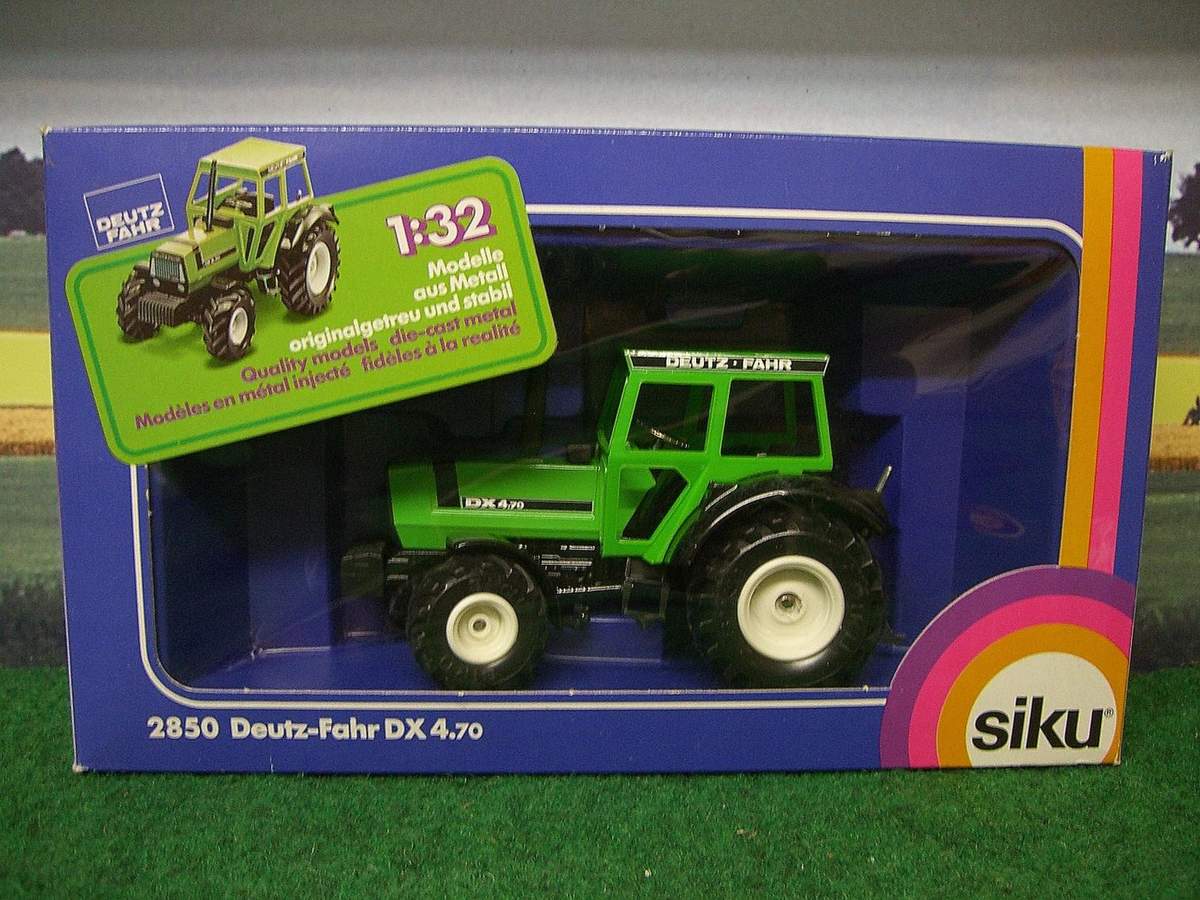 DEUTZ
FAHR
1:32
Modelle
aus Metall
originalgetreu und stabil
Quality models die-cast metal
Modèles en métal injecté fidèles à la realité
DEUTZ · FAHR
DX 4.70
2850 Deutz-Fahr DX 4.70
siku®